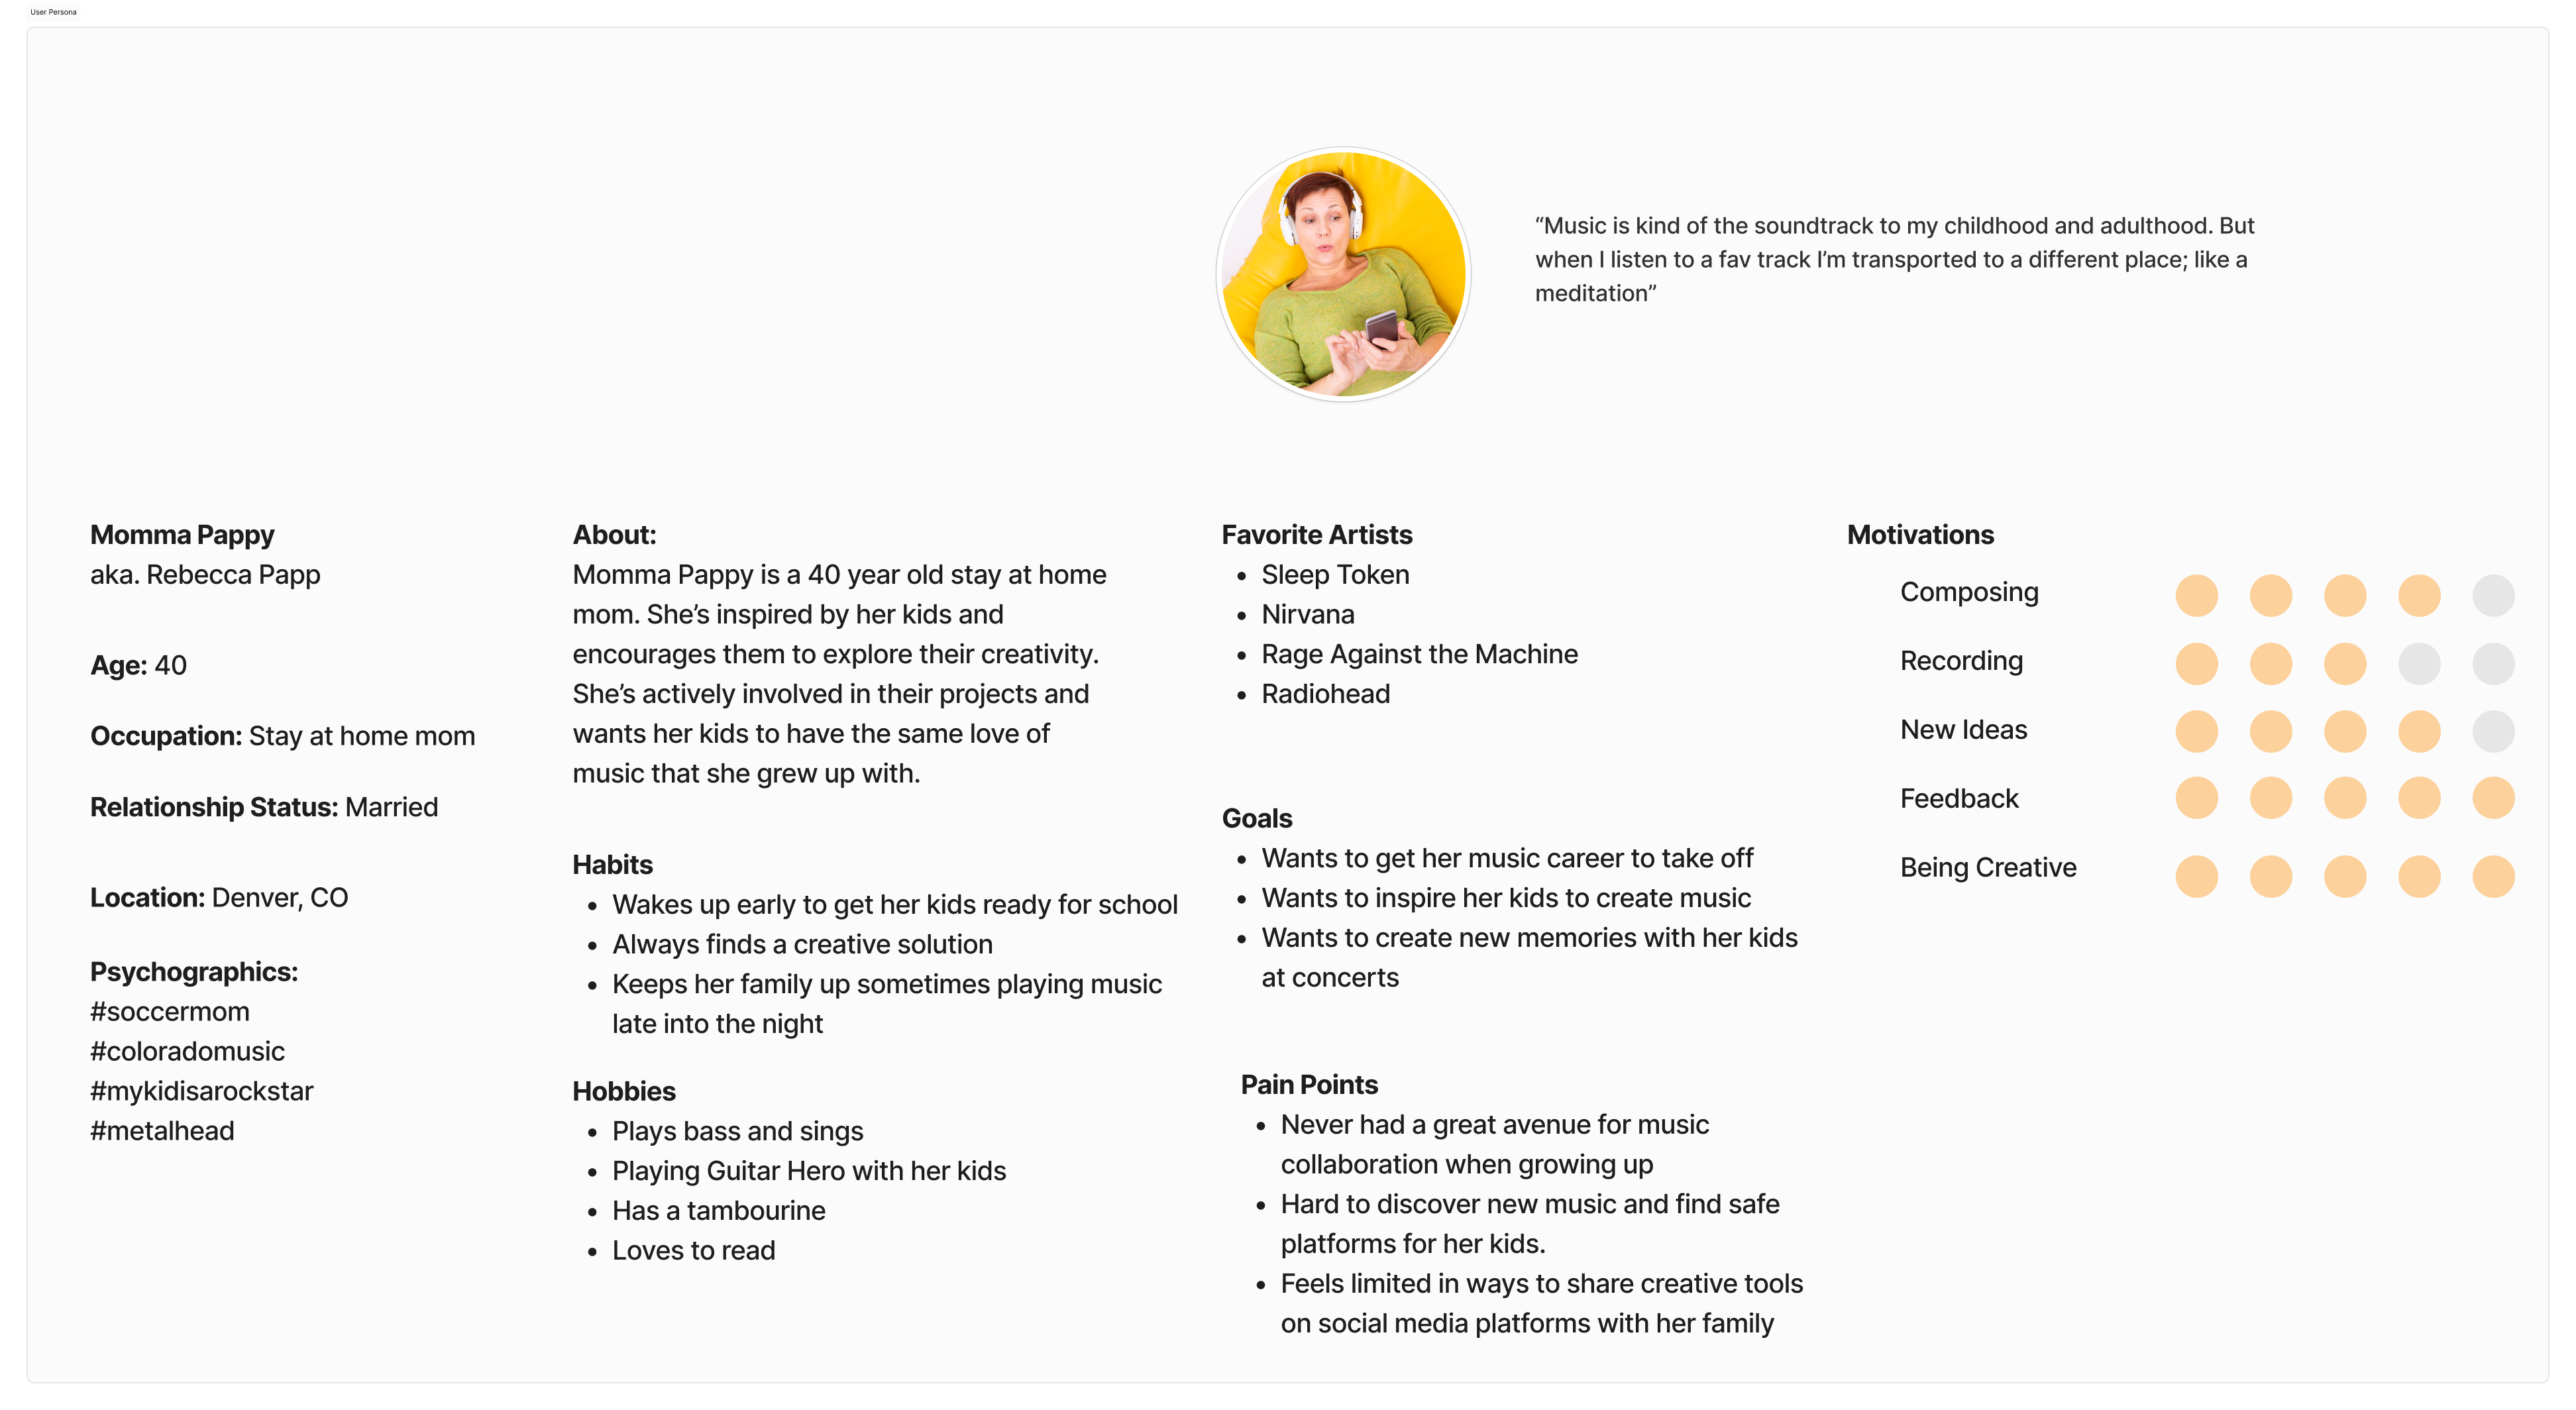 User Persona
“Music is kind of the soundtrack to my childhood and adulthood. But
when I listen to a fav track I’m transported to a different place; like a
meditation”
Momma Pappy
aka. Rebecca Papp
Age: 40
Occupation: Stay at home mom
Relationship Status: Married
Location: Denver, CO
Psychographics:
#soccermom
#coloradomusic
#mykidisarockstar
#metalhead
About:
Momma Pappy is a 40 year old stay at home
mom. She’s inspired by her kids and
encourages them to explore their creativity.
She’s actively involved in their projects and
wants her kids to have the same love of
music that she grew up with.
Habits
• Wakes up early to get her kids ready for school
• Always finds a creative solution
• Keeps her family up sometimes playing music
late into the night
Hobbies
• Plays bass and sings
• Playing Guitar Hero with her kids
• Has a tambourine
• Loves to read
Favorite Artists
• Sleep Token
• Nirvana
• Rage Against the Machine
• Radiohead
Goals
• Wants to get her music career to take off
• Wants to inspire her kids to create music
• Wants to create new memories with her kids
at concerts
Pain Points
• Never had a great avenue for music
collaboration when growing up
• Hard to discover new music and find safe
platforms for her kids.
• Feels limited in ways to share creative tools
on social media platforms with her family
Motivations
Composing
Recording
New Ideas
Feedback
Being Creative